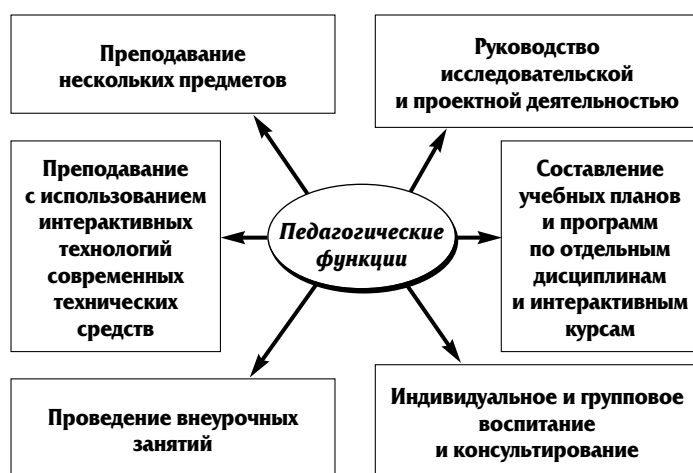 Преподавание
нескольких предметов
Руководство
исследовательской
и проектной деятельностью
Преподавание
с использованием
интерактивных
технологий
современных
технических
средств
Педагогические
функции
Составление
учебных планов
и программ
по отдельным
дисциплинам
и интерактивным
курсам
Проведение внеурочных
занятий
Индивидуальное и групповое
воспитание
и консультирование